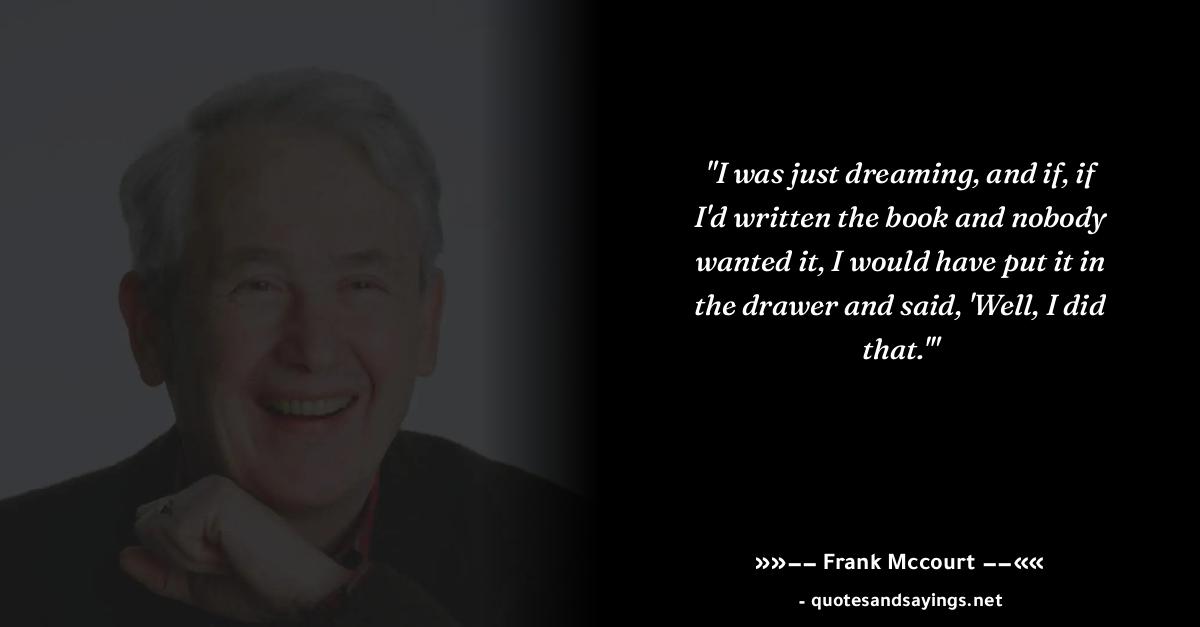 "I was just dreaming, and if, if
I'd written the book and nobody
wanted it, I would have put it in
the drawer and said, 'Well, I did
that.'"
»»−− Frank Mccourt −−««
- quotesandsayings.net